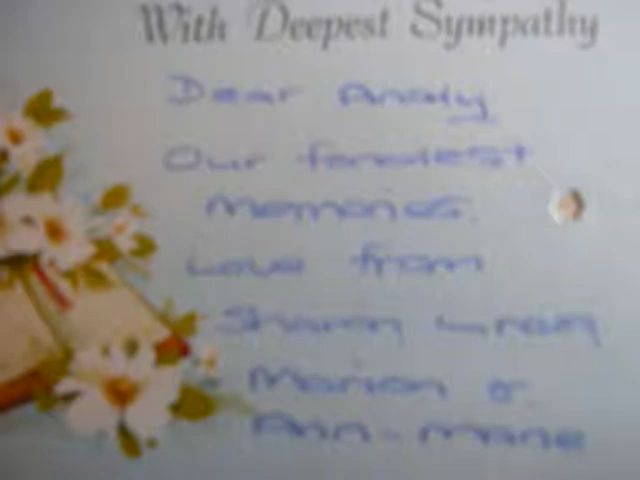 With Deepest Sympathy
Dear Andy
Our fondest
memories.
Love from
Sharon
Marion &
Ann-Marie